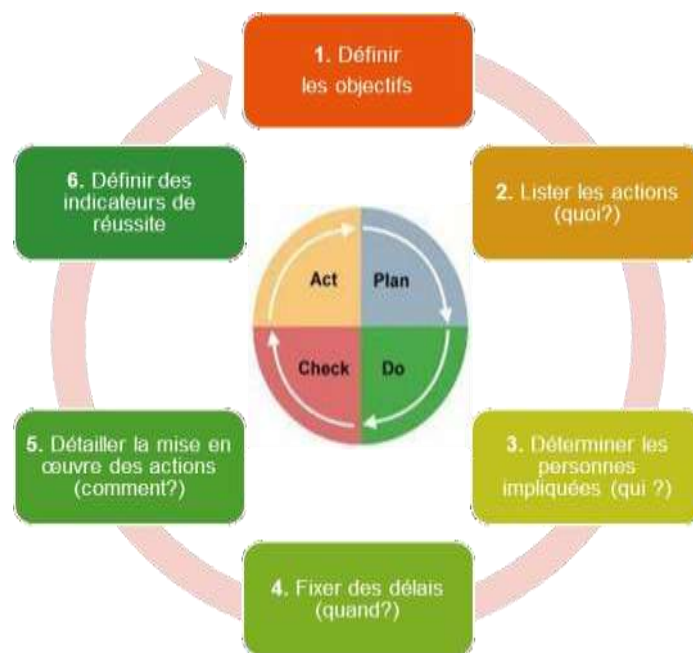 1. Définir
les objectifs
2. Lister les actions
(quoi?)
3. Déterminer les
personnes
impliquées (qui ?)
4. Fixer des délais
(quand?)
5. Détailler la mise en
œuvre des actions
(comment?)
6. Définir des
indicateurs de
réussite
Act
Plan
Check
Do